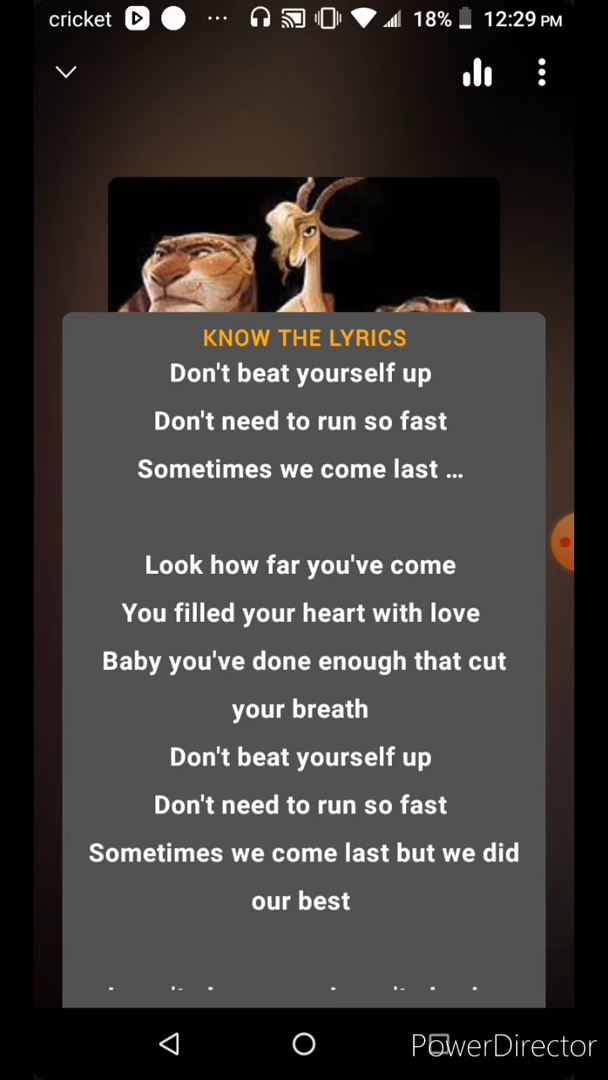 cricket 18% 12:29 PM
KNOW THE LYRICS
Don't beat yourself up
Don't need to run so fast
Sometimes we come last ...
Look how far you've come
You filled your heart with love
Baby you've done enough that cut
your breath
Don't beat yourself up
Don't need to run so fast
Sometimes we come last but we did
our best
PowerDirector